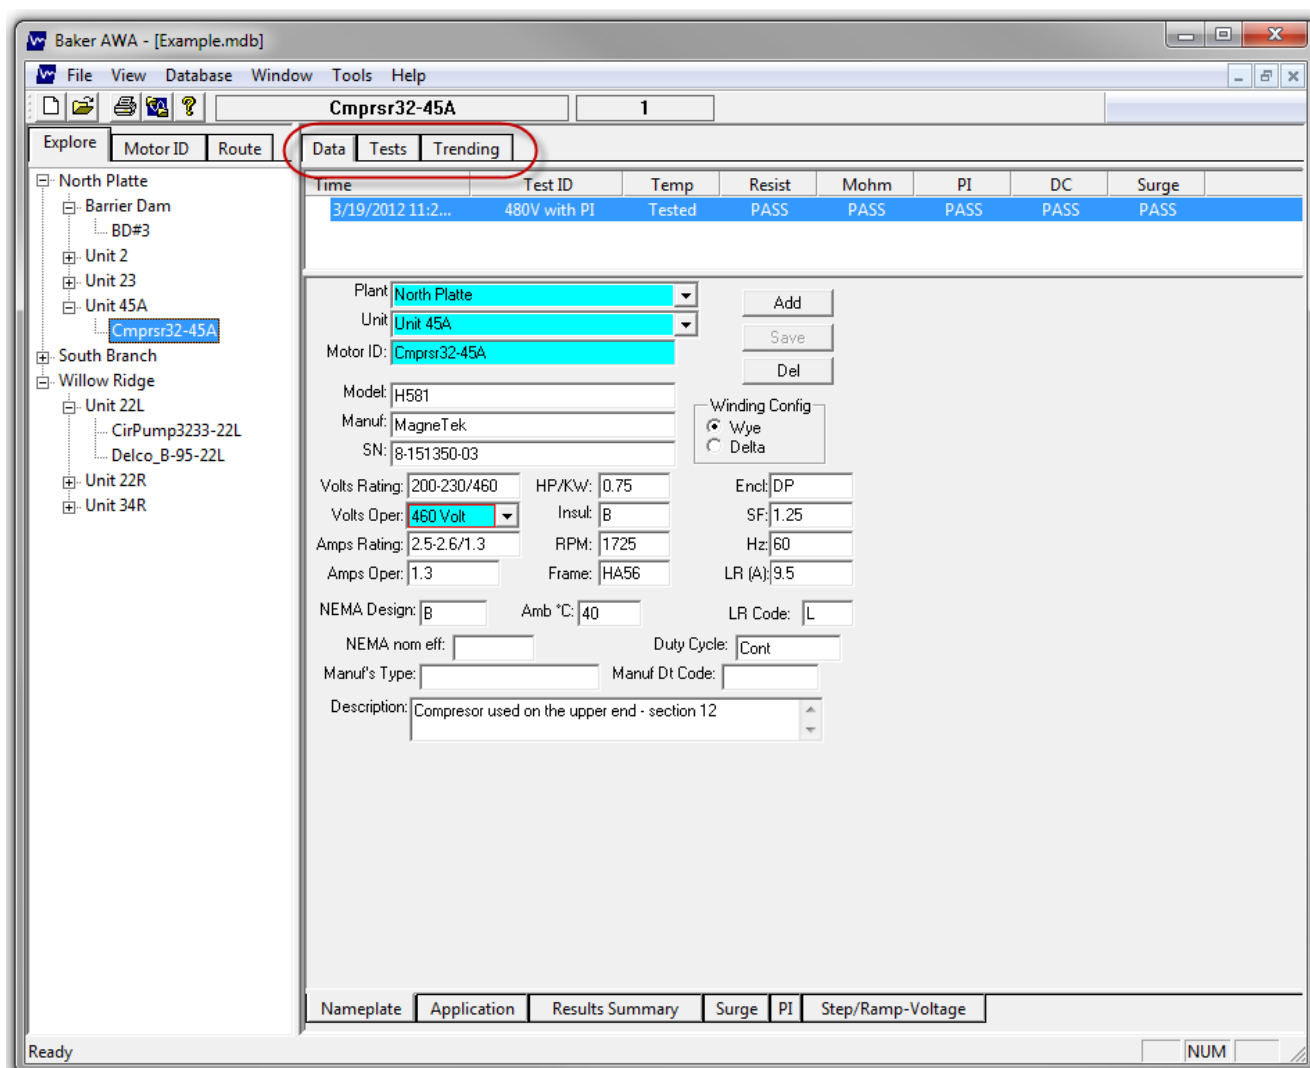 Baker AWA - [Example.mdb]
File View Database Window Tools Help
Cmprsr32-45A 1
Explore Motor ID Route Data Tests Trending
Time Test ID Temp Resist Mohm PI DC Surge
3/19/2012 11:2... 480V with PI Tested PASS PASS PASS PASS PASS
North Platte
Barrier Dam
BD#3
Unit 2
Unit 23
Unit 45A
Cmprsr32-45A
South Branch
Willow Ridge
Unit 22L
CirPump3233-22L
Delco_B-95-22L
Unit 22R
Unit 34R
Plant North Platte Add
Unit Unit 45A Save
Motor ID: Cmprsr32-45A Del
Model: H581
Manuf: MagneTek
SN: 8-151350-03
Winding Config
Wye
Delta
Volts Rating: 200-230/460 HP/KW: 0.75 Encl: DP
Volts Oper: 460 Volt Insul: B SF: 1.25
Amps Rating: 2.5-2.6/1.3 RPM: 1725 Hz: 60
Amps Oper: 1.3 Frame: HA56 LR (A): 9.5
NEMA Design: B Amb °C: 40 LR Code: L
NEMA nom eff: Duty Cycle: Cont
Manuf's Type: Manuf Dt Code:
Description: Compresor used on the upper end - section 12
Nameplate Application Results Summary Surge PI Step/Ramp-Voltage
Ready NUM